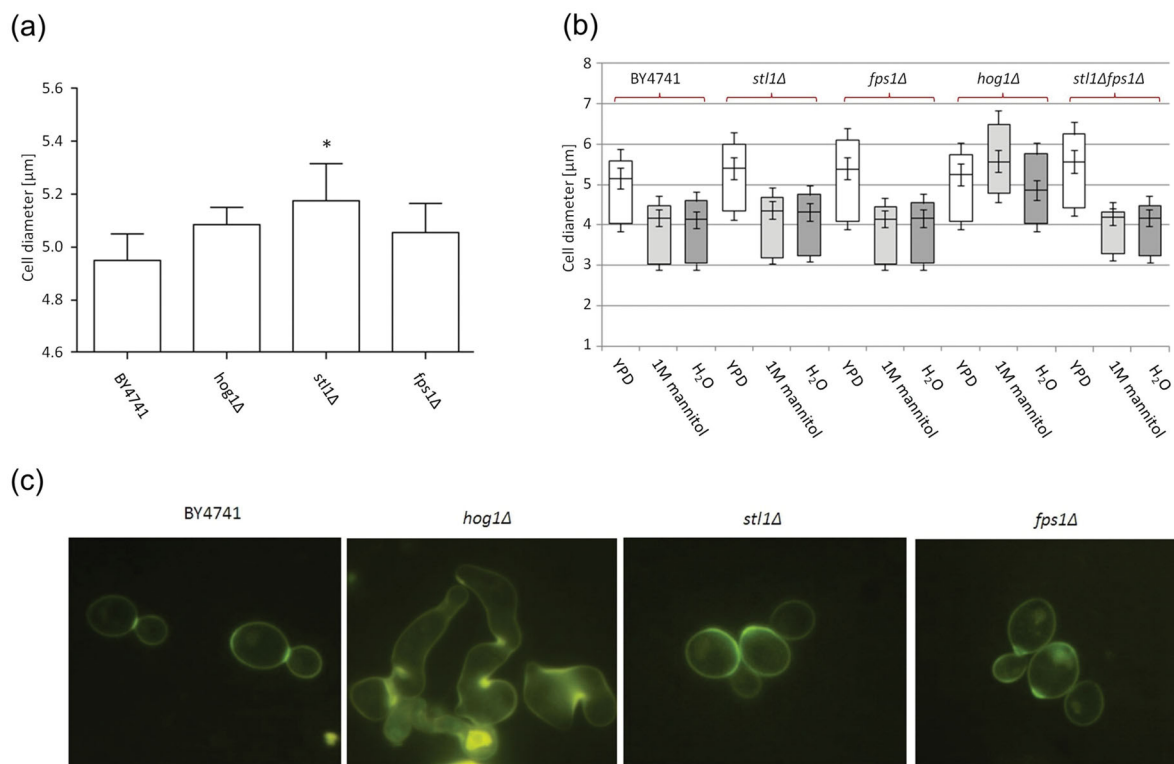 (a)
Cell diameter [µm]
5.6
5.4
5.2
5.0
4.8
4.6
*
BY4741
hog1Δ
stl1Δ
fps1Δ
(b)
Cell diameter [µm]
8
7
6
5
4
3
2
1
BY4741 stl1Δ fps1Δ hog1Δ stl1Δfps1Δ
YPD
1M mannitol
H₂O
YPD
1M mannitol
H₂O
YPD
1M mannitol
H₂O
YPD
1M mannitol
H₂O
YPD
1M mannitol
H₂O
(c)
BY4741 hog1Δ stl1Δ fps1Δ